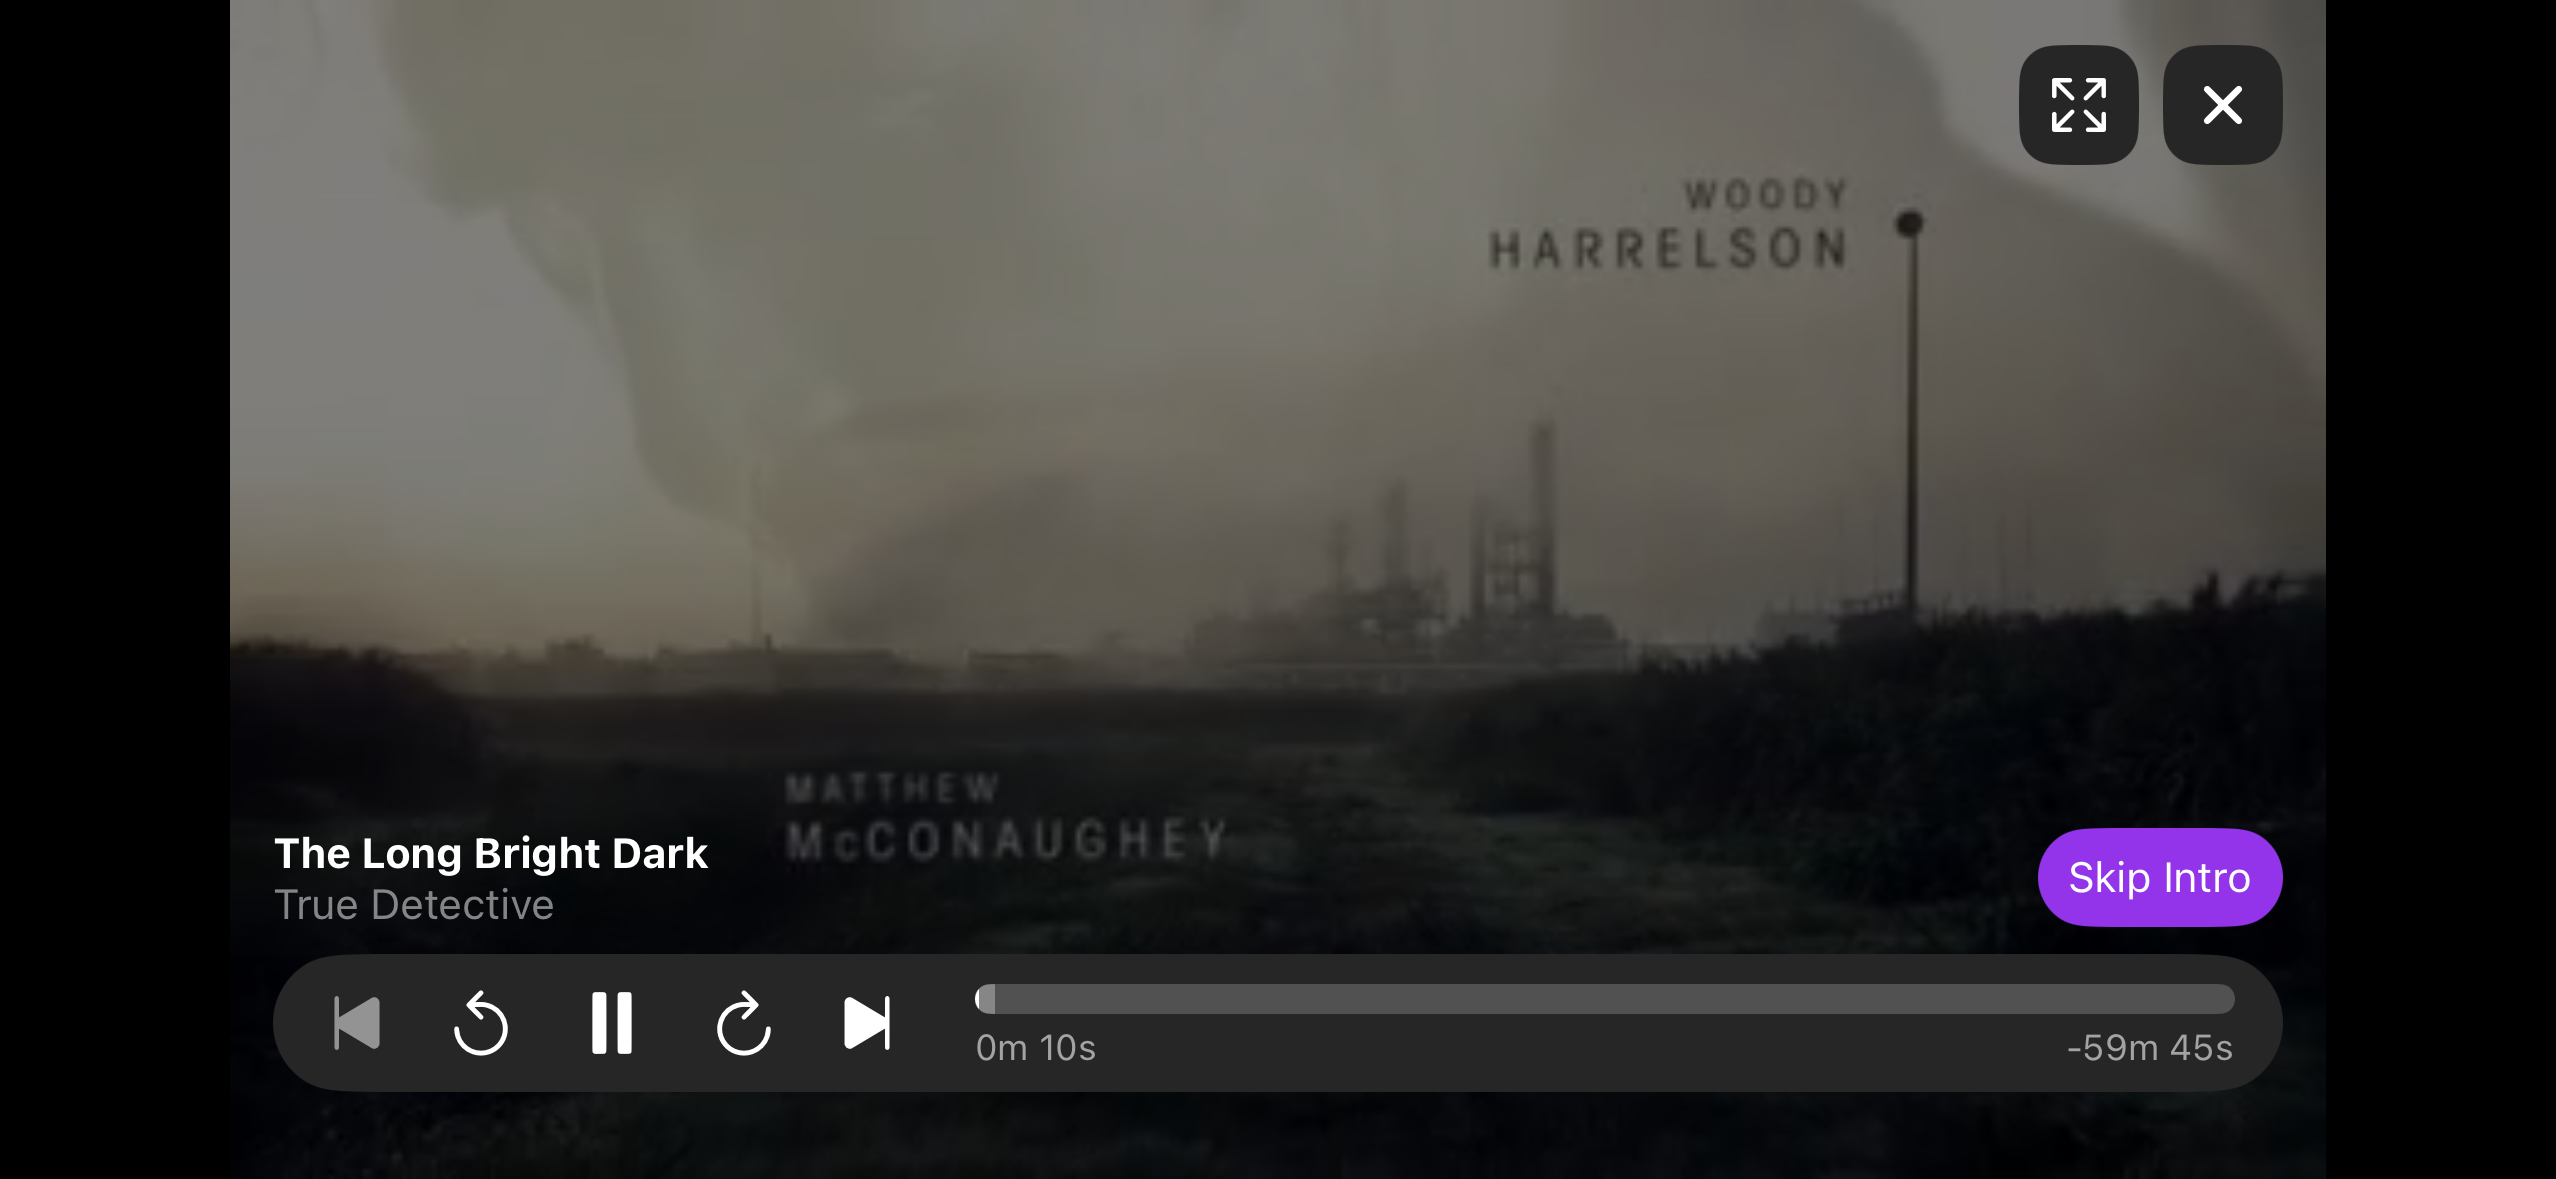 WOODY
HARRELSON
MATTHEW
McCONAUGHEY
The Long Bright Dark
True Detective
Skip Intro
0m 10s
-59m 45s